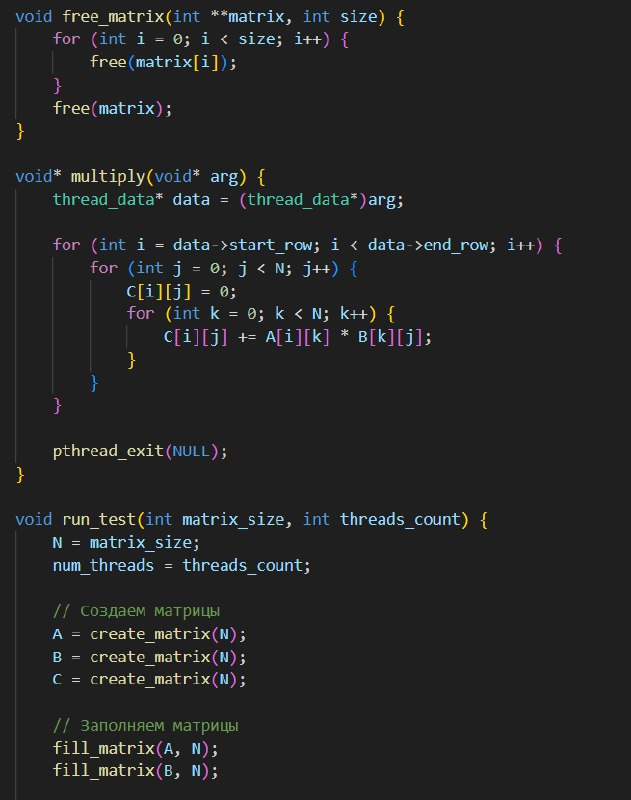 void free_matrix(int **matrix, int size) {
    for (int i = 0; i < size; i++) {
        free(matrix[i]);
    }
    free(matrix);
}

void* multiply(void* arg) {
    thread_data* data = (thread_data*)arg;

    for (int i = data->start_row; i < data->end_row; i++) {
        for (int j = 0; j < N; j++) {
            C[i][j] = 0;
            for (int k = 0; k < N; k++) {
                C[i][j] += A[i][k] * B[k][j];
            }
        }
    }

    pthread_exit(NULL);
}

void run_test(int matrix_size, int threads_count) {
    N = matrix_size;
    num_threads = threads_count;

    // Создаем матрицы
    A = create_matrix(N);
    B = create_matrix(N);
    C = create_matrix(N);

    // Заполняем матрицы
    fill_matrix(A, N);
    fill_matrix(B, N);